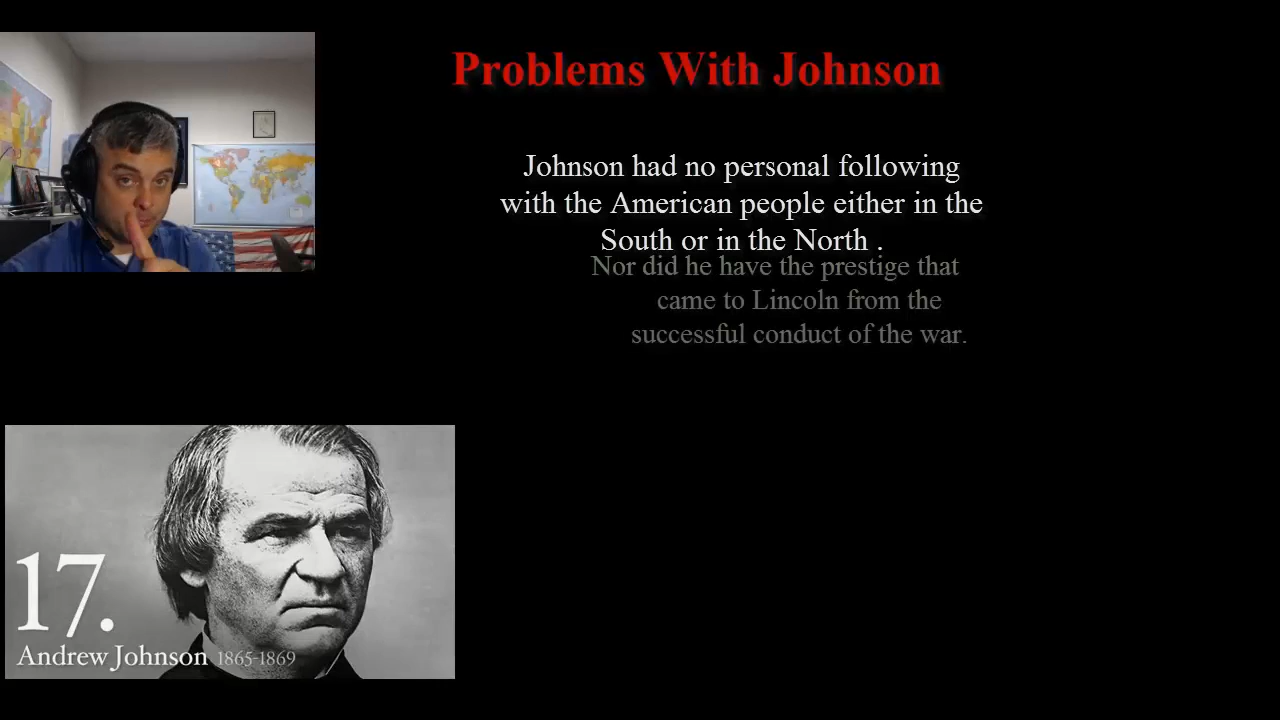 Problems With Johnson
Johnson had no personal following
with the American people either in the
South or in the North .
Nor did he have the prestige that
came to Lincoln from the
successful conduct of the war.
17.
Andrew Johnson 1865-1869